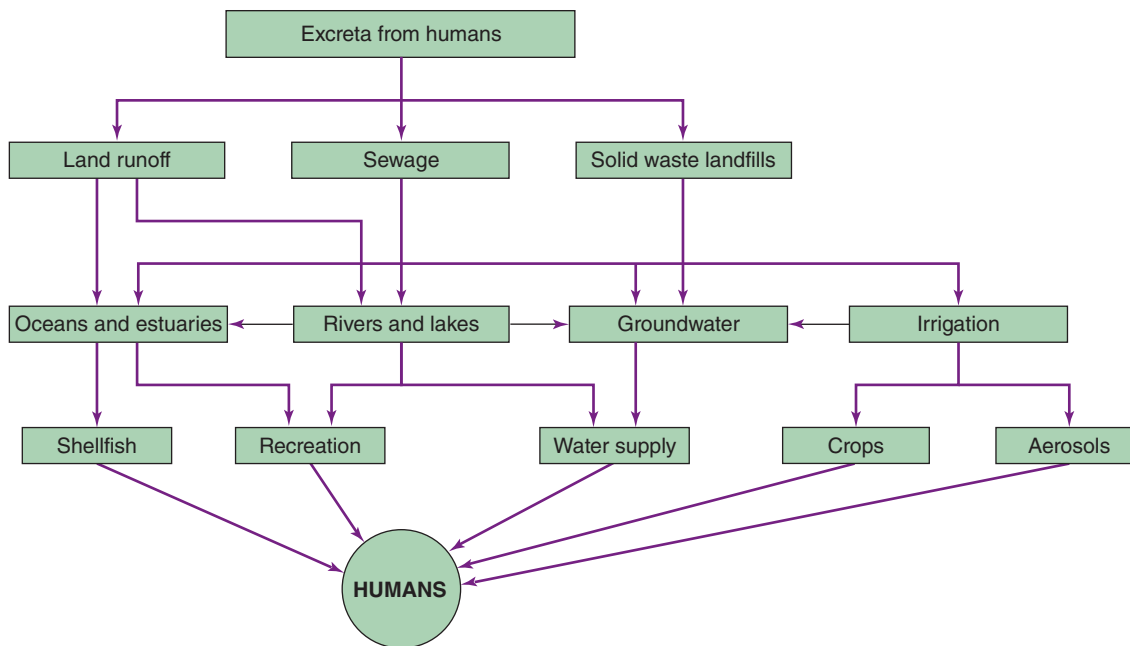 Excreta from humans
Land runoff
Sewage
Solid waste landfills
Oceans and estuaries
Rivers and lakes
Groundwater
Irrigation
Shellfish
Recreation
Water supply
Crops
Aerosols
HUMANS